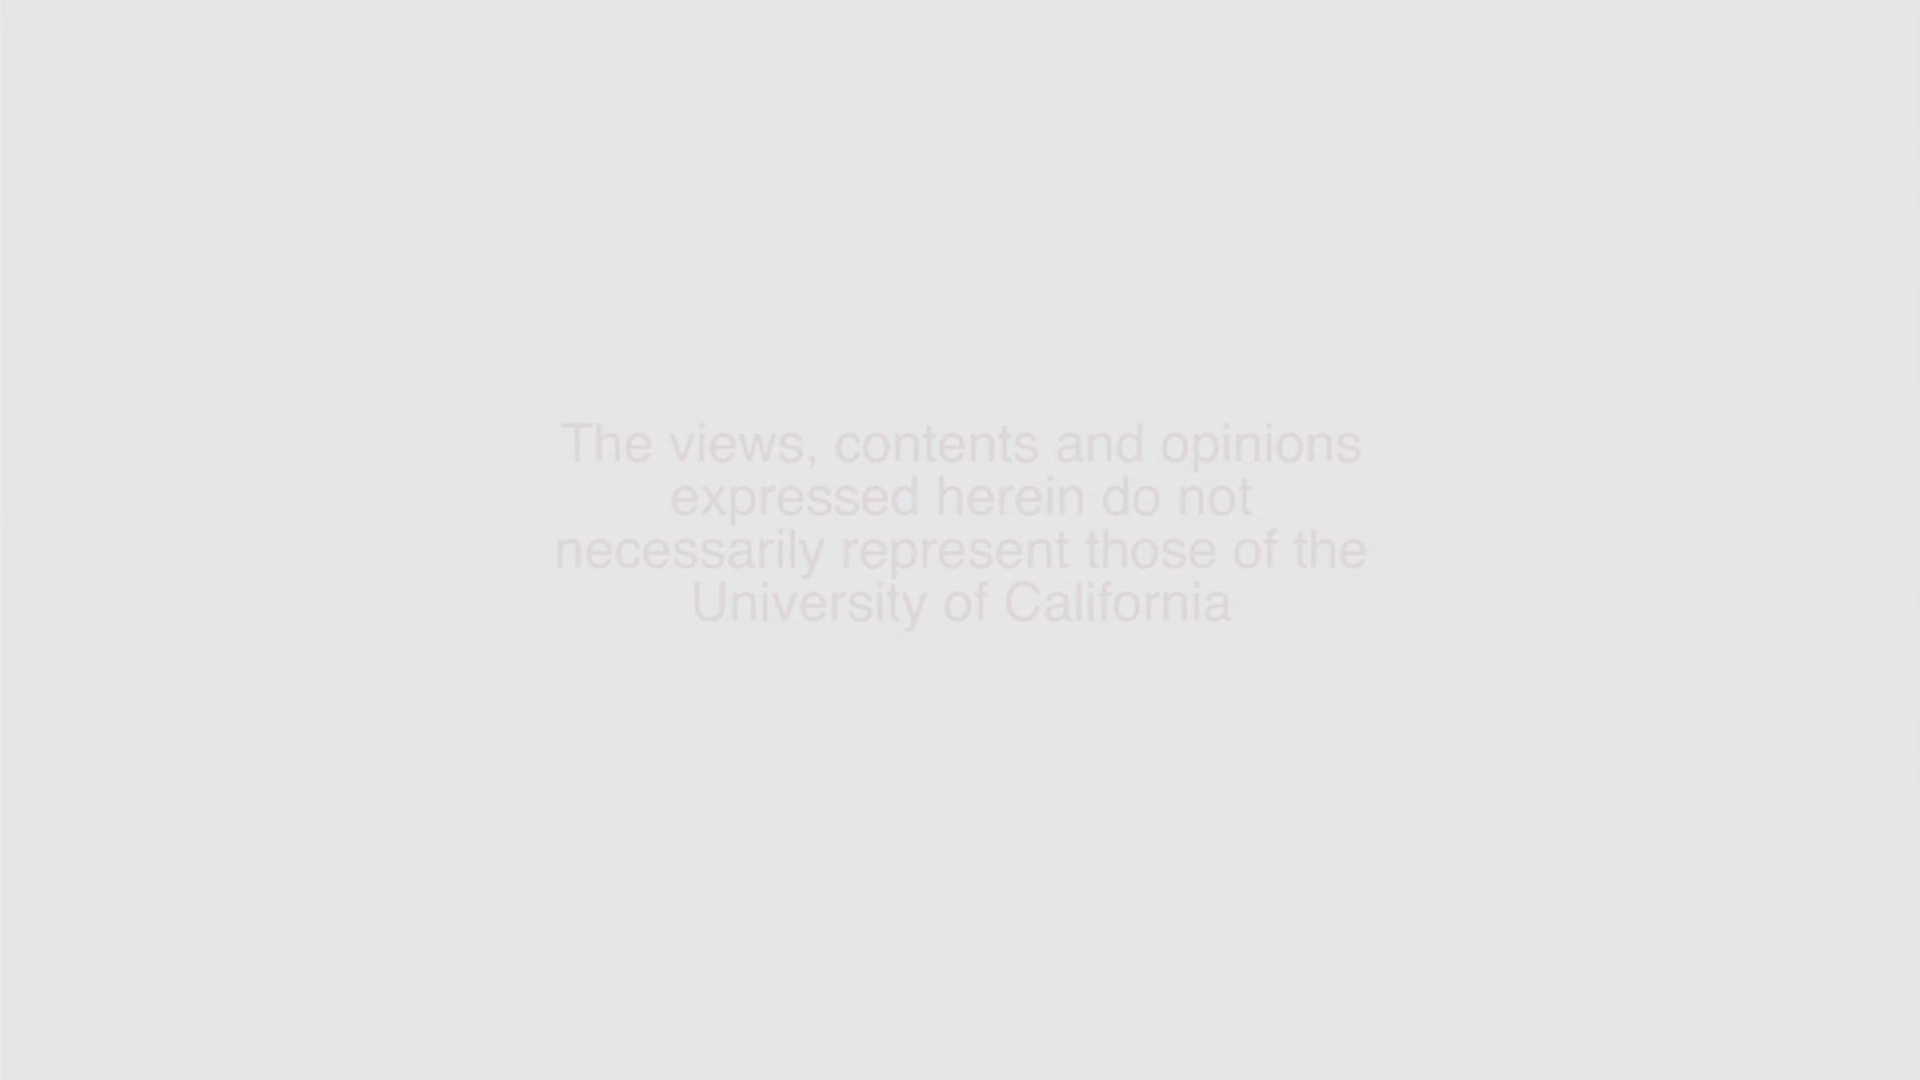 The views, contents and opinions
expressed herein do not
necessarily represent those of the
University of California